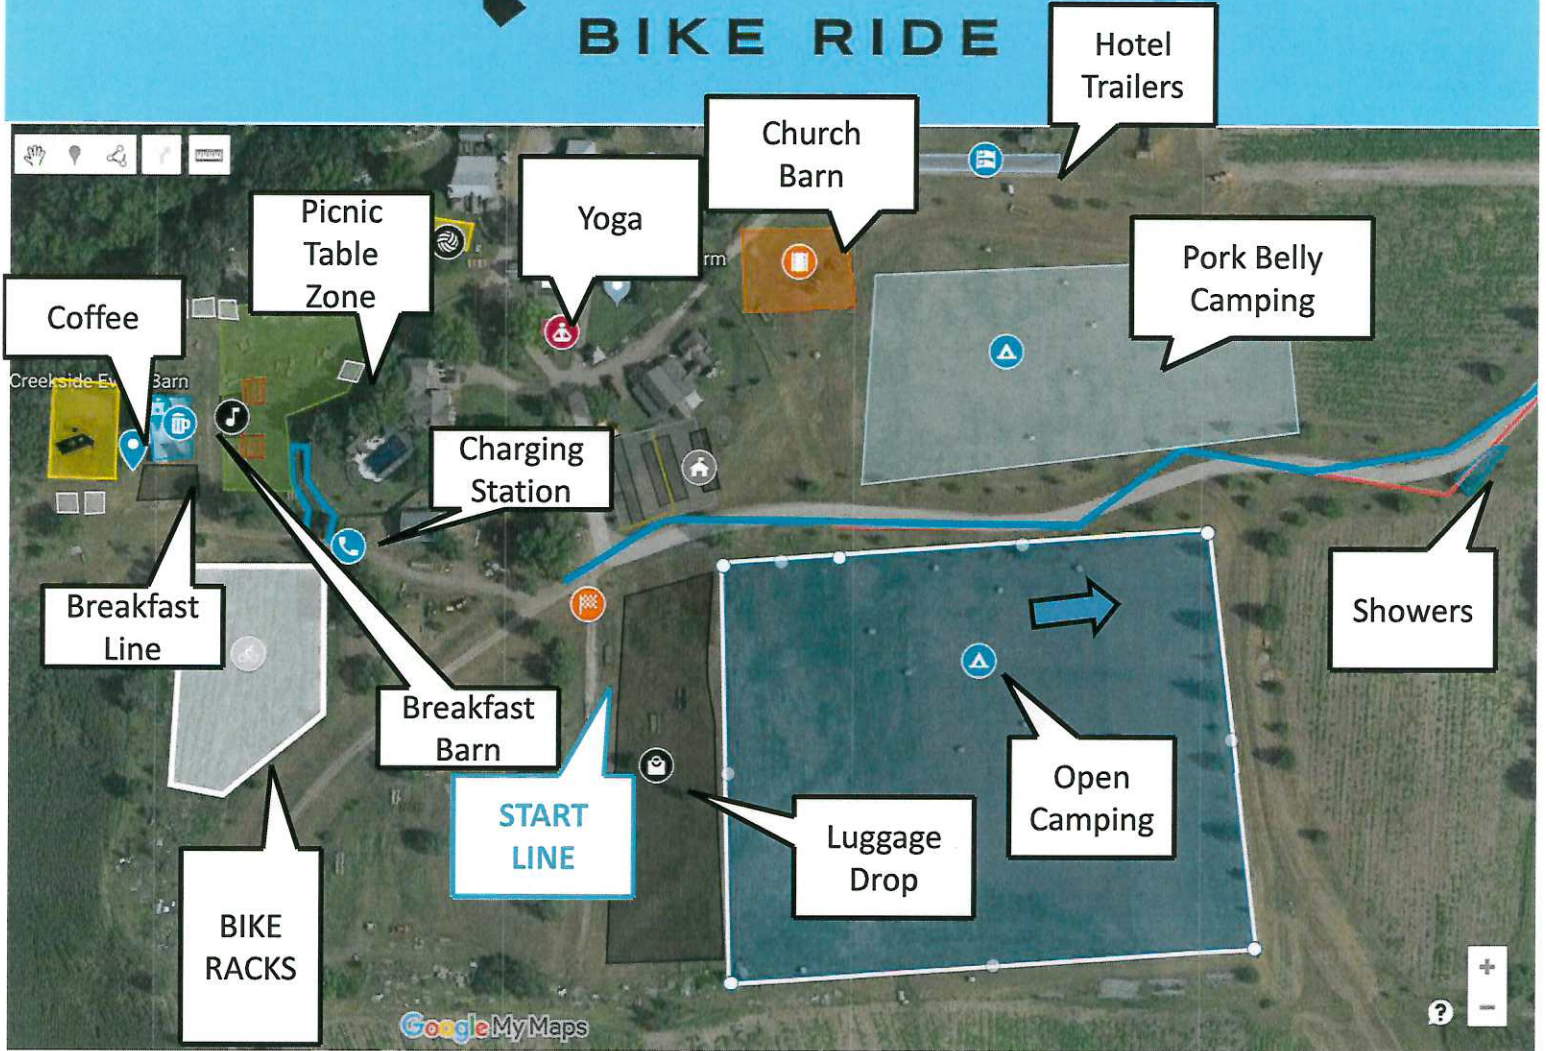 BIKE RIDE
Hotel
Trailers
Church
Barn
Yoga
Picnic
Table
Zone
rm
Pork Belly
Camping
Coffee
Creekside Ev
Barn
Charging
Station
Breakfast
Line
Showers
Breakfast
Barn
START
LINE
Open
Camping
Luggage
Drop
BIKE
RACKS
Google My Maps
+
?
−